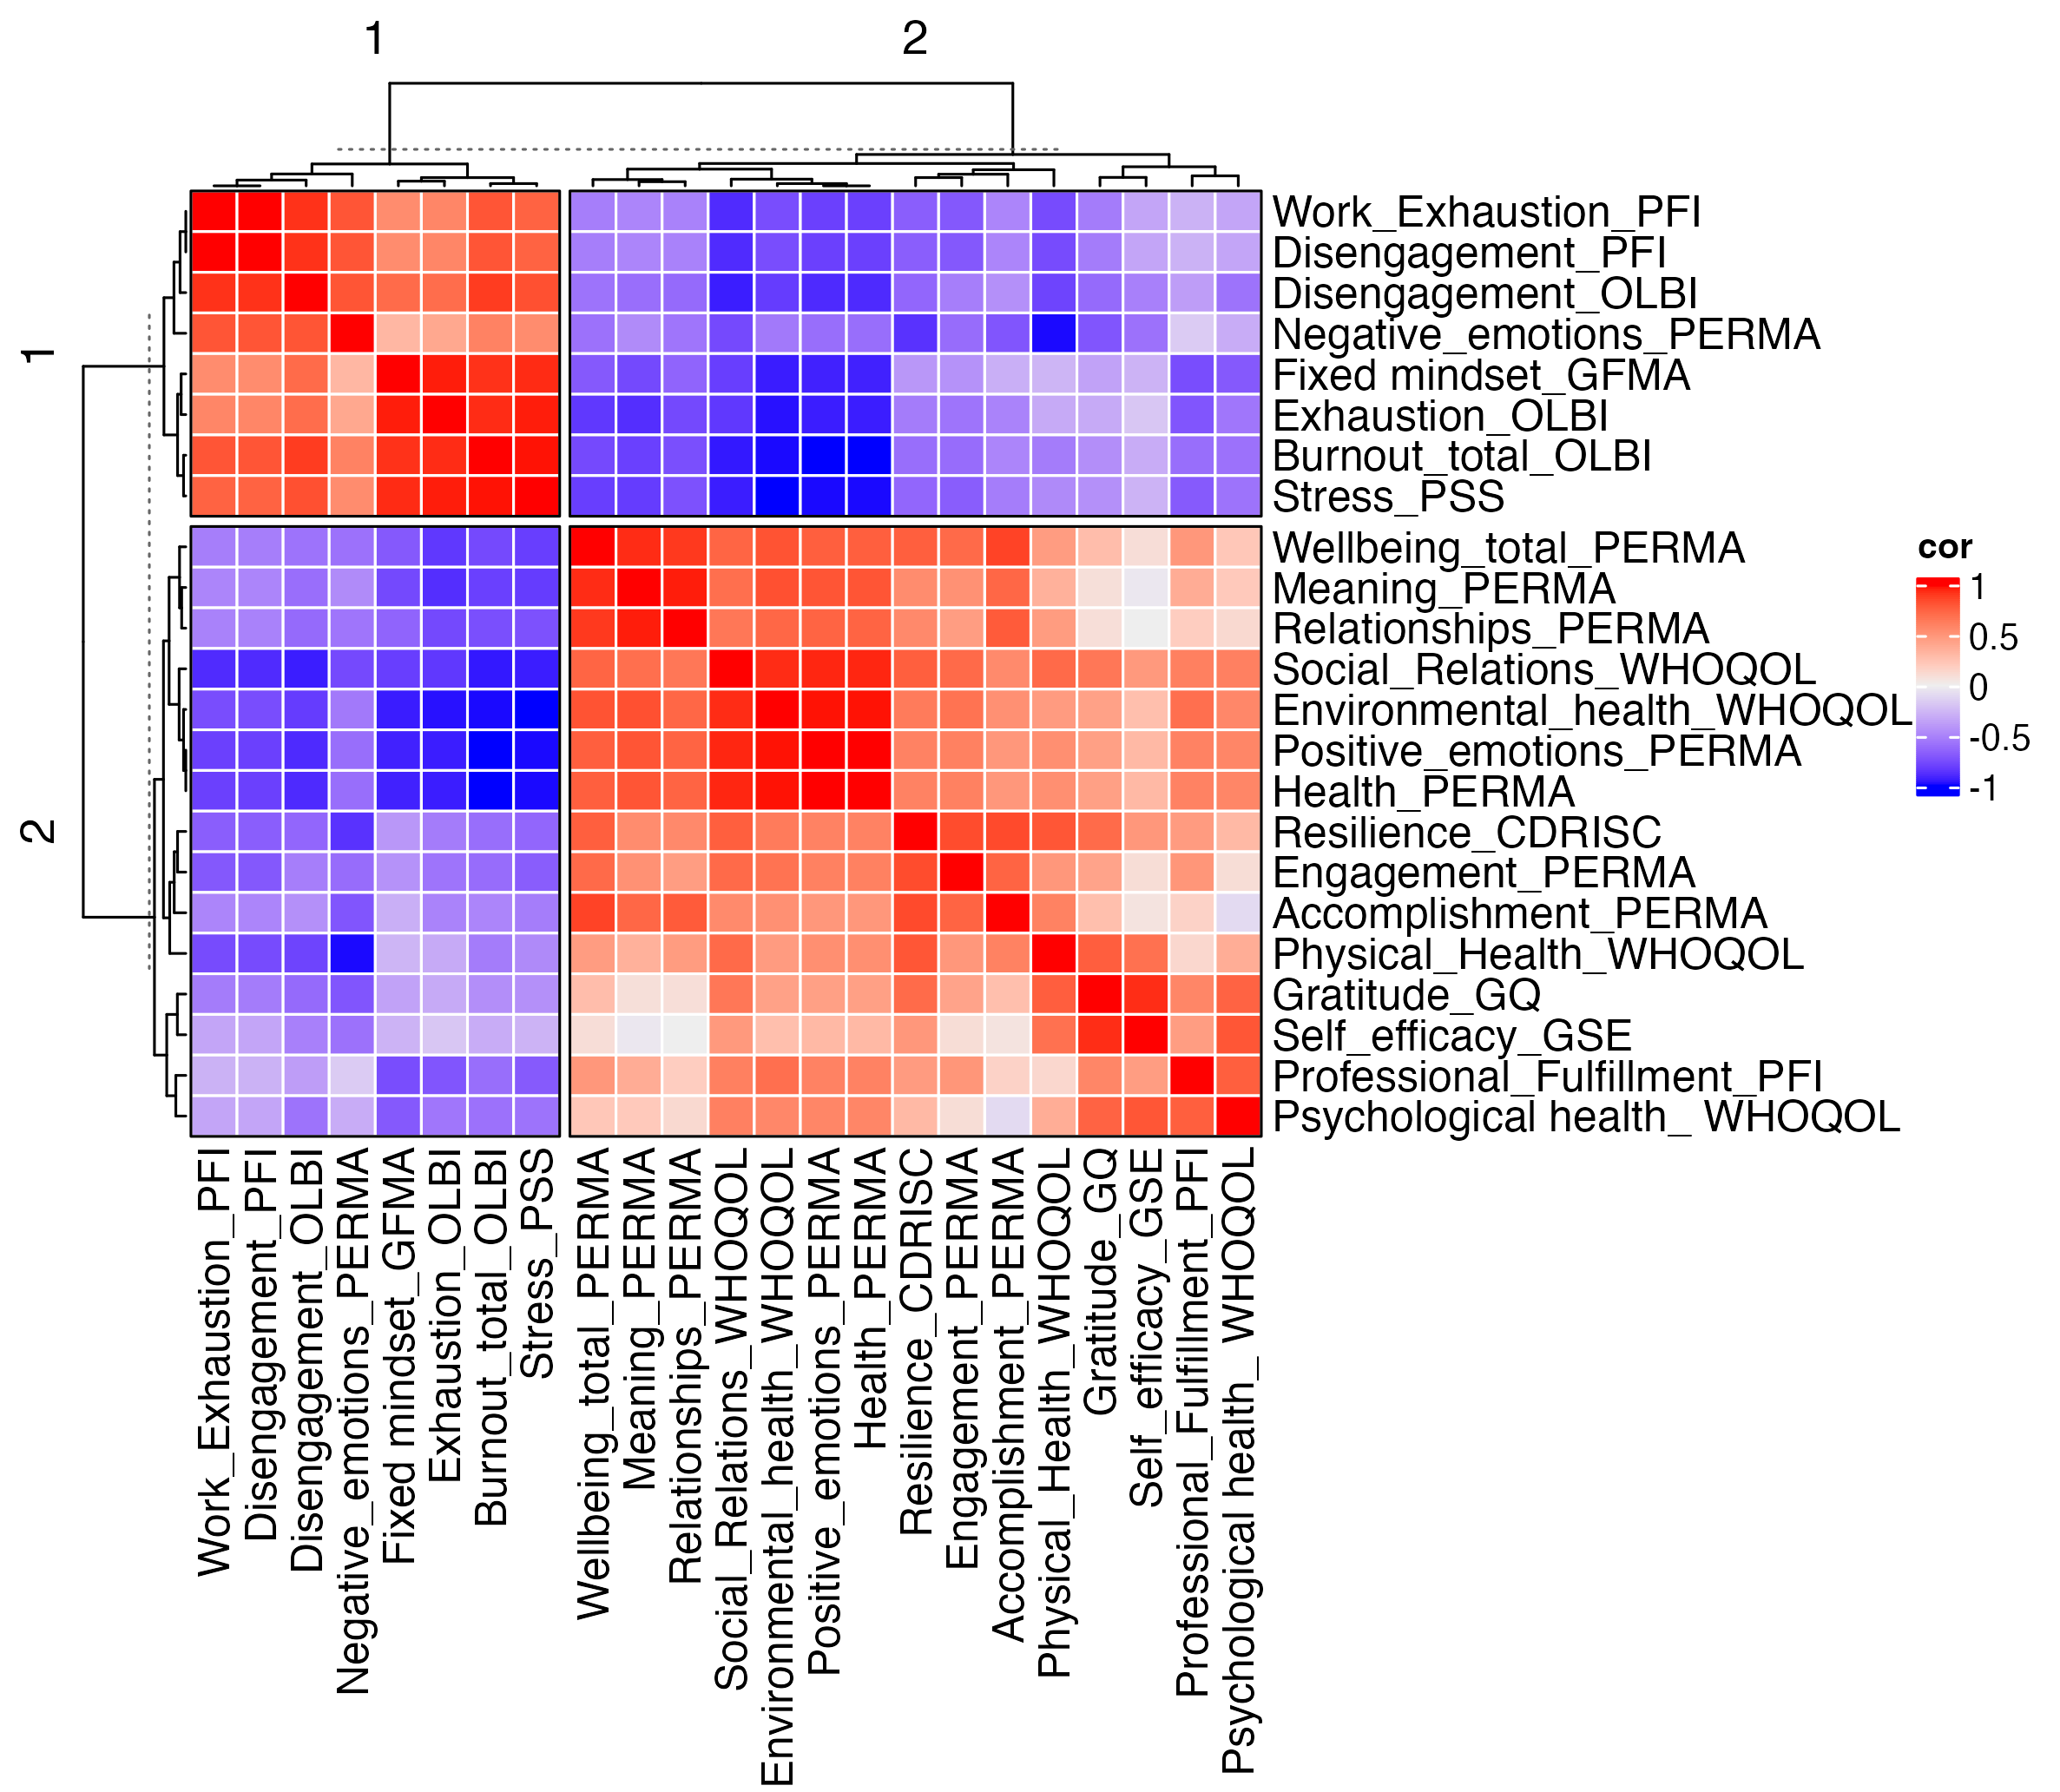 1
2
1
2
Work_Exhaustion_PFI
Disengagement_PFI
Disengagement_OLBI
Negative_emotions_PERMA
Fixed mindset_GFMA
Exhaustion_OLBI
Burnout_total_OLBI
Stress_PSS
Wellbeing_total_PERMA
Meaning_PERMA
Relationships_PERMA
Social_Relations_WHOQOL
Environmental_health_WHOQOL
Positive_emotions_PERMA
Health_PERMA
Resilience_CDRISC
Engagement_PERMA
Accomplishment_PERMA
Physical_Health_WHOQOL
Gratitude_GQ
Self_efficacy_GSE
Professional_Fulfillment_PFI
Psychological health_ WHOQOL
cor
1
0.5
0
-0.5
-1
Work_Exhaustion_PFI
Disengagement_PFI
Disengagement_OLBI
Negative_emotions_PERMA
Fixed mindset_GFMA
Exhaustion_OLBI
Burnout_total_OLBI
Stress_PSS
Wellbeing_total_PERMA
Meaning_PERMA
Relationships_PERMA
Social_Relations_WHOQOL
Environmental_health_WHOQOL
Positive_emotions_PERMA
Health_PERMA
Resilience_CDRISC
Engagement_PERMA
Accomplishment_PERMA
Physical_Health_WHOQOL
Gratitude_GQ
Self_efficacy_GSE
Professional_Fulfillment_PFI
Psychological health_ WHOQOL